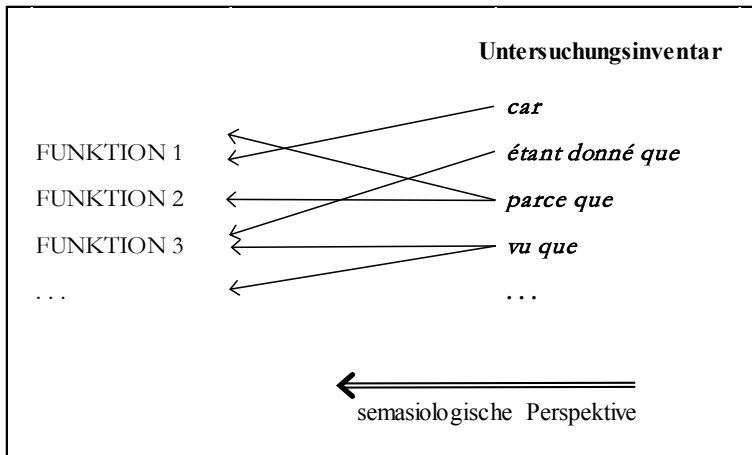 Untersuchungsinventar
car
FUNKTION 1 étant donné que
FUNKTION 2 parce que
FUNKTION 3 vu que
. . . . . .
semasiologische Perspektive